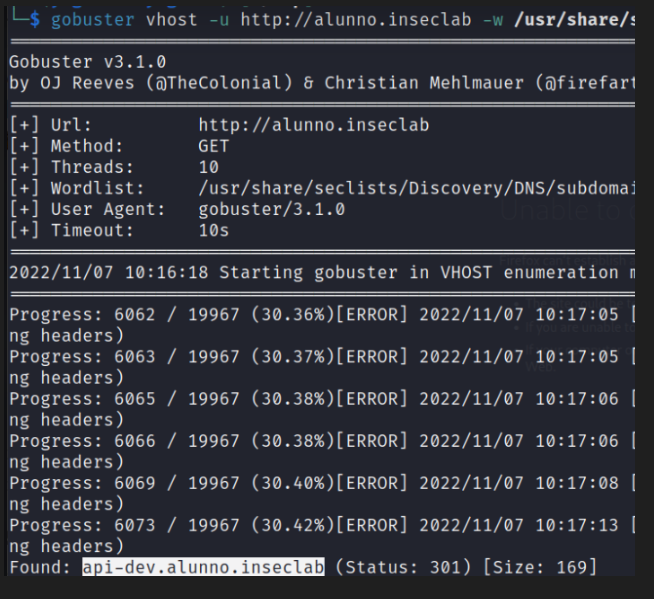 └─$ gobuster vhost -u http://alunno.inseclab -w /usr/share/s
Gobuster v3.1.0
by OJ Reeves (@TheColonial) & Christian Mehlmauer (@firefart
[+] Url: http://alunno.inseclab
[+] Method: GET
[+] Threads: 10
[+] Wordlist: /usr/share/seclists/Discovery/DNS/subdomai
[+] User Agent: gobuster/3.1.0
[+] Timeout: 10s
2022/11/07 10:16:18 Starting gobuster in VHOST enumeration m
Progress: 6062 / 19967 (30.36%)[ERROR] 2022/11/07 10:17:05 [
ng headers)
Progress: 6063 / 19967 (30.37%)[ERROR] 2022/11/07 10:17:05 [
ng headers)
Progress: 6065 / 19967 (30.38%)[ERROR] 2022/11/07 10:17:06 [
ng headers)
Progress: 6066 / 19967 (30.38%)[ERROR] 2022/11/07 10:17:06 [
ng headers)
Progress: 6069 / 19967 (30.40%)[ERROR] 2022/11/07 10:17:08 [
ng headers)
Progress: 6073 / 19967 (30.42%)[ERROR] 2022/11/07 10:17:13 [
ng headers)
Found: api-dev.alunno.inseclab (Status: 301) [Size: 169]